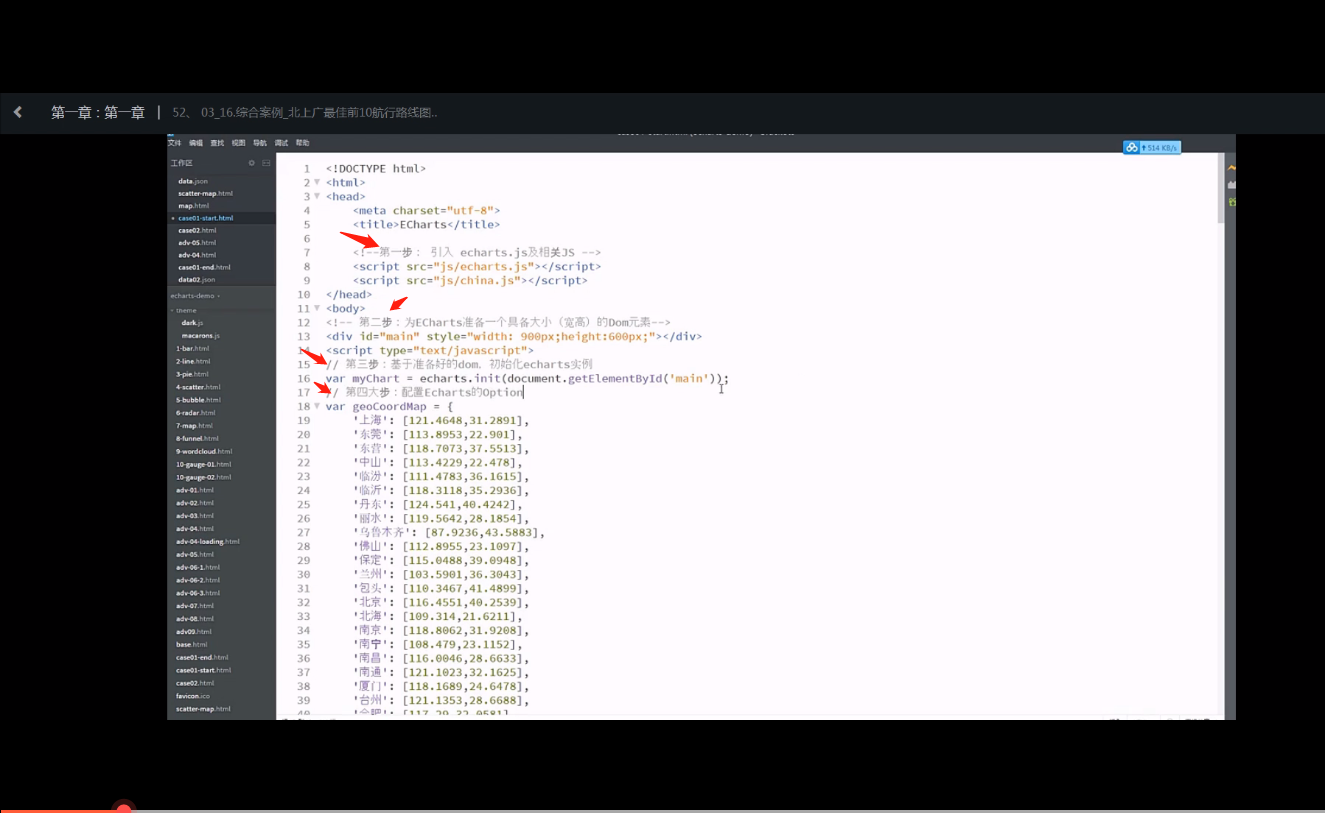 第一章：第一章 | 52、 03_16.综合案例_北上广最佳前10航行路线图..
文件 编辑 查找 视图 导航 调试 帮助
514 KB/s
工作区
data.json
scatter-map.html
map.html
case01-start.html
case02.html
adv-05.html
adv-04.html
case01-end.html
data02.json
echarts-demo
theme
dark.js
macarons.js
1-bar.html
2-line.html
3-pie.html
4-scatter.html
5-bubble.html
6-radar.html
7-map.html
8-funnel.html
9-wordcloud.html
10-gauge-01.html
10-gauge-02.html
adv-01.html
adv-02.html
adv-03.html
adv-04.html
adv-04-loading.html
adv-05.html
adv-06-1.html
adv-06-2.html
adv-06-3.html
adv-07.html
adv-08.html
adv09.html
base.html
case01-end.html
case01-start.html
case02.html
favicon.ico
scatter-map.html
1 <!DOCTYPE html>
2 <html>
3 <head>
4 <meta charset="utf-8">
5 <title>ECharts</title>
6
7 <!--第一步： 引入 echarts.js及相关JS -->
8 <script src="js/echarts.js"></script>
9 <script src="js/china.js"></script>
10 </head>
11 <body>
12 <!-- 第二步：为ECharts准备一个具备大小（宽高）的Dom元素-->
13 <div id="main" style="width: 900px;height:600px;"></div>
14 <script type="text/javascript">
15 // 第三步：基于准备好的dom，初始化echarts实例
16 var myChart = echarts.init(document.getElementById('main'));
17 // 第四大步：配置Echarts的Option
18 var geoCoordMap = {
19 '上海': [121.4648,31.2891],
20 '东莞': [113.8953,22.901],
21 '东营': [118.7073,37.5513],
22 '中山': [113.4229,22.478],
23 '临汾': [111.4783,36.1615],
24 '临沂': [118.3118,35.2936],
25 '丹东': [124.541,40.4242],
26 '丽水': [119.5642,28.1854],
27 '乌鲁木齐': [87.9236,43.5883],
28 '佛山': [112.8955,23.1097],
29 '保定': [115.0488,39.0948],
30 '兰州': [103.5901,36.3043],
31 '包头': [110.3467,41.4899],
32 '北京': [116.4551,40.2539],
33 '北海': [109.314,21.6211],
34 '南京': [118.8062,31.9208],
35 '南宁': [108.479,23.1152],
36 '南昌': [116.0046,28.6633],
37 '南通': [121.1023,32.1625],
38 '厦门': [118.1689,24.6478],
39 '台州': [121.1353,28.6688],